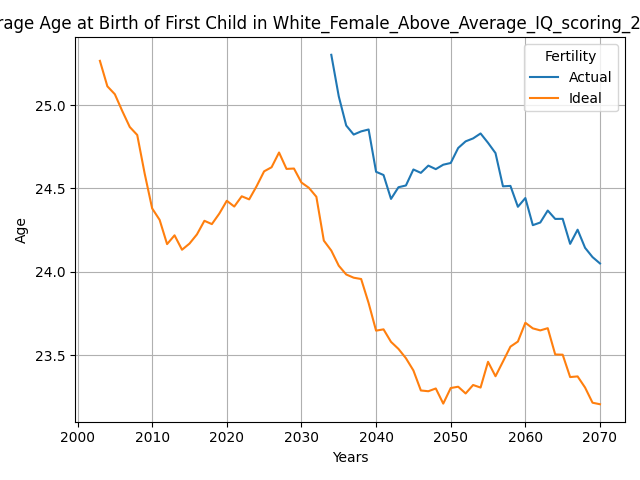 rage Age at Birth of First Child in White_Female_Above_Average_IQ_scoring_2
Fertility
Actual
Ideal
25.0
24.5
24.0
23.5
Age
2000 2010 2020 2030 2040 2050 2060 2070
Years